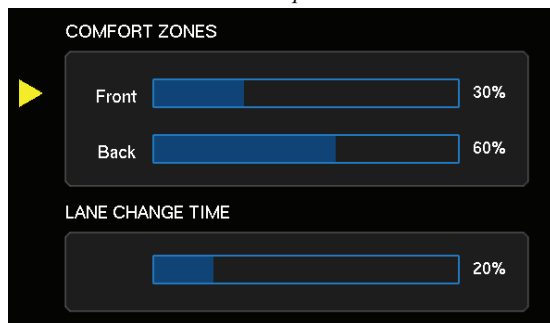 COMFORT ZONES
Front 30%
Back 60%
LANE CHANGE TIME
20%